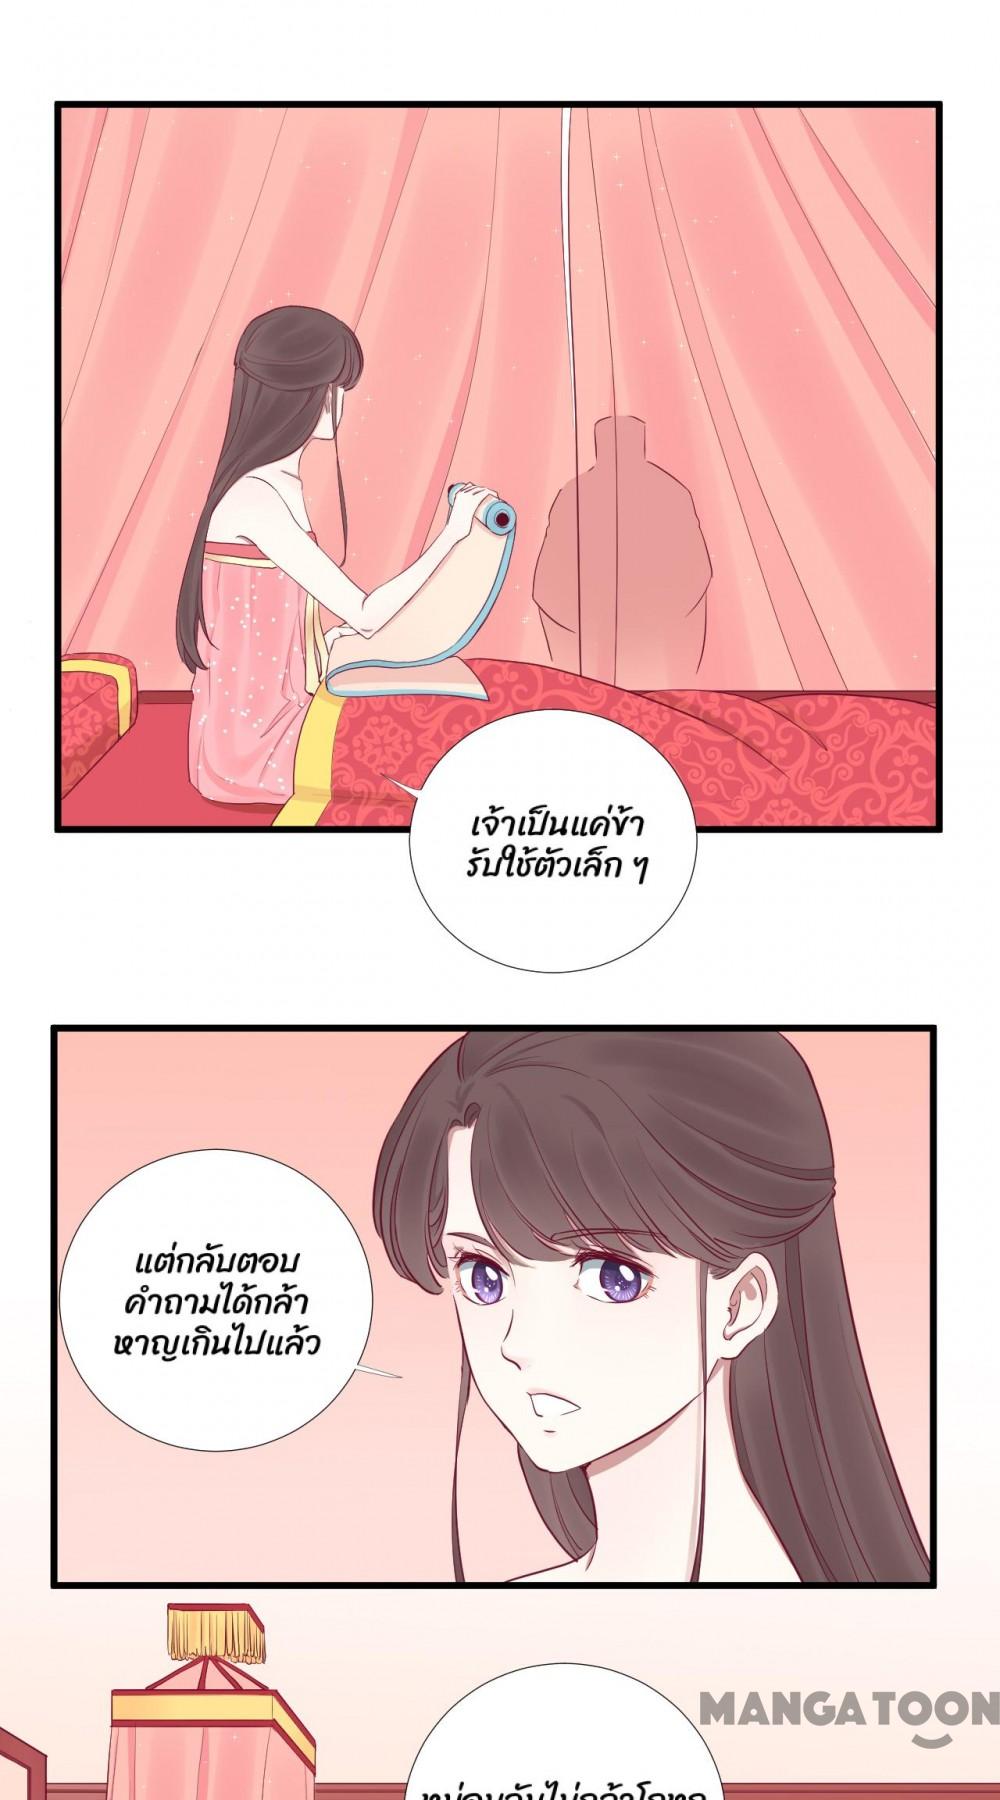 เจ้าเป็นแค่ข้า
รับใช้ตัวเล็ก ๆ
แต่กลับตอบ
คำถามได้กล้า
หาญเกินไปแล้ว
MANGATOON